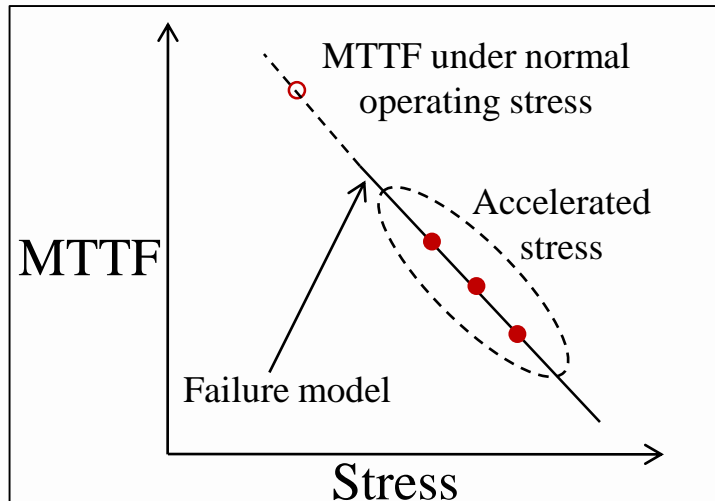 MTTF under normal
operating stress
Accelerated
stress
MTTF
Failure model
Stress